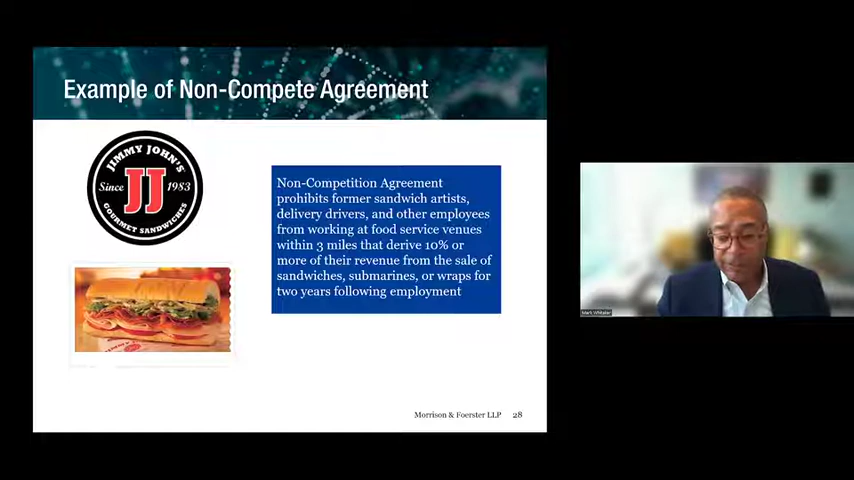 Example of Non-Compete Agreement
JIMMY JOHN'S
Since JJ 1983
GOURMET SANDWICHES
Non-Competition Agreement
prohibits former sandwich artists,
delivery drivers, and other employees
from working at food service venues
within 3 miles that derive 10% or
more of their revenue from the sale of
sandwiches, submarines, or wraps for
two years following employment
Mark Whitaker
Morrison & Foerster LLP 28